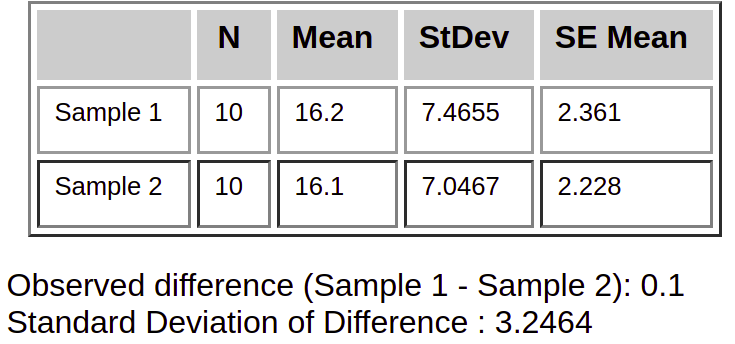 N Mean StDev SE Mean
Sample 1 10 16.2 7.4655 2.361
Sample 2 10 16.1 7.0467 2.228
Observed difference (Sample 1 - Sample 2): 0.1
Standard Deviation of Difference : 3.2464